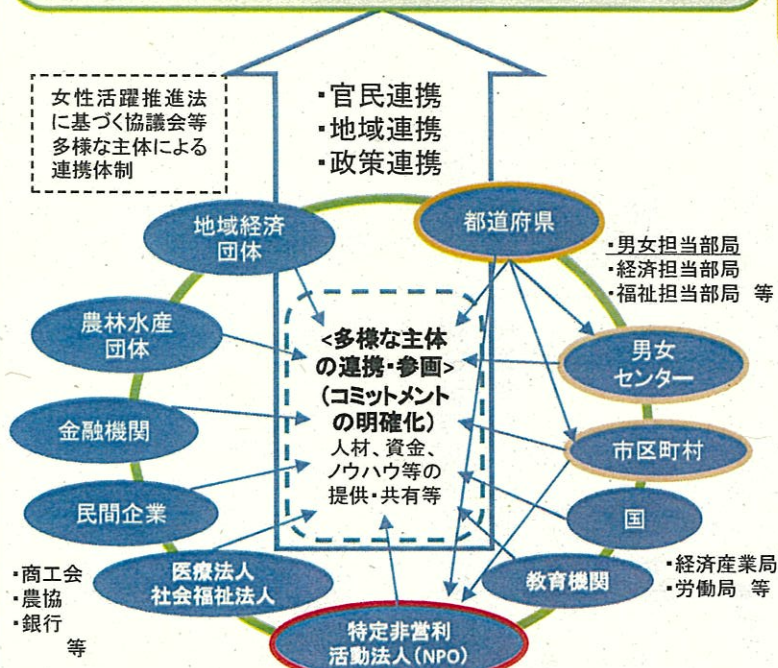 女性活躍推進法
に基づく協議会等
多様な主体による
連携体制
・官民連携
・地域連携
・政策連携
地域経済
団体
都道府県
・男女担当部局
・経済担当部局
・福祉担当部局 等
農林水産
団体
<多様な主体
の連携・参画>
(コミットメント
の明確化)
人材、資金、
ノウハウ等の
提供・共有等
男女
センター
金融機関
市区町村
民間企業
国
・商工会
・農協
・銀行
等
医療法人
社会福祉法人
教育機関
・経済産業局
・労働局 等
特定非営利
活動法人(NPO)